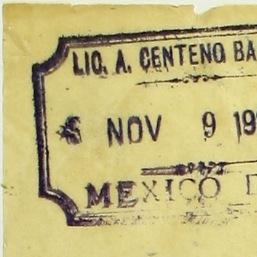 LIC. A. CENTENO BA
NOV 9 19
MEXICO D